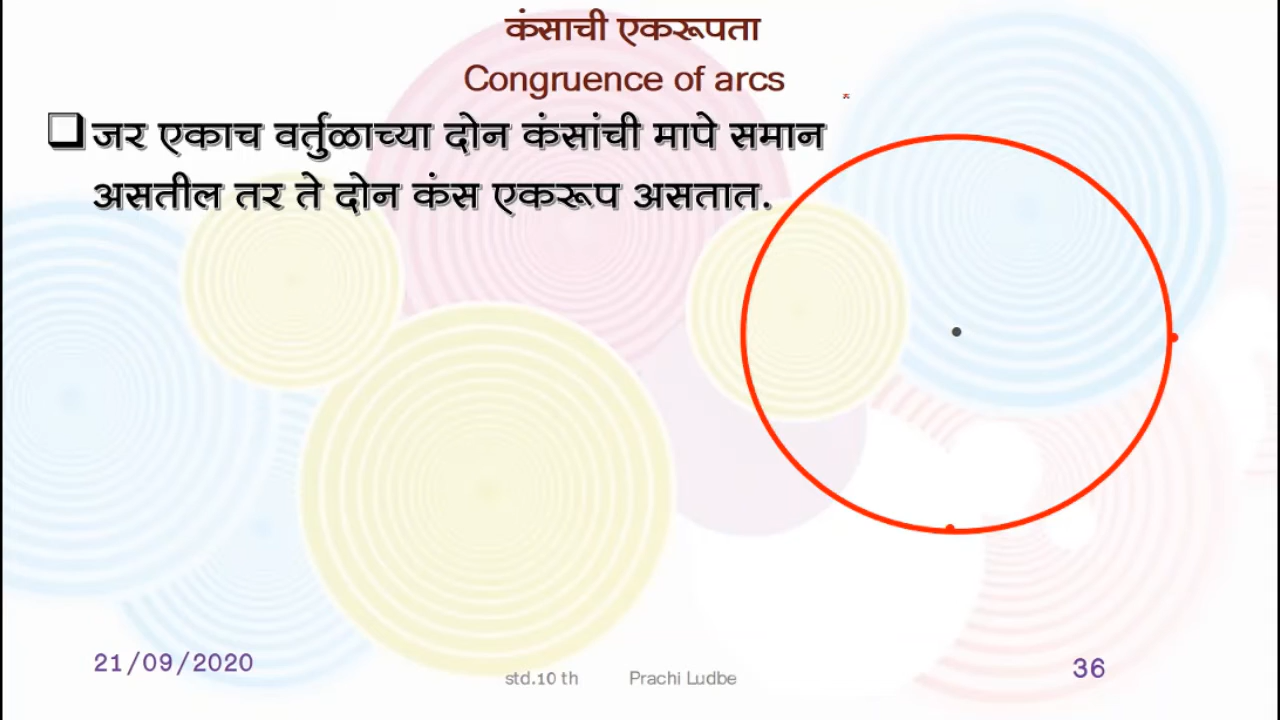 कंसाची एकरूपता
Congruence of arcs
❑जर एकाच वर्तुळाच्या दोन कंसांची मापे समान
असतील तर ते दोन कंस एकरूप असतात.
21/09/2020
std.10 th Prachi Ludbe
36